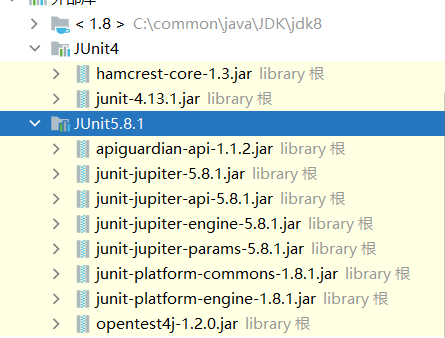 < 1.8 > C:\common\java\JDK\jdk8
JUnit4
hamcrest-core-1.3.jar library 根
junit-4.13.1.jar library 根
JUnit5.8.1
apiguardian-api-1.1.2.jar library 根
junit-jupiter-5.8.1.jar library 根
junit-jupiter-api-5.8.1.jar library 根
junit-jupiter-engine-5.8.1.jar library 根
junit-jupiter-params-5.8.1.jar library 根
junit-platform-commons-1.8.1.jar library 根
junit-platform-engine-1.8.1.jar library 根
opentest4j-1.2.0.jar library 根